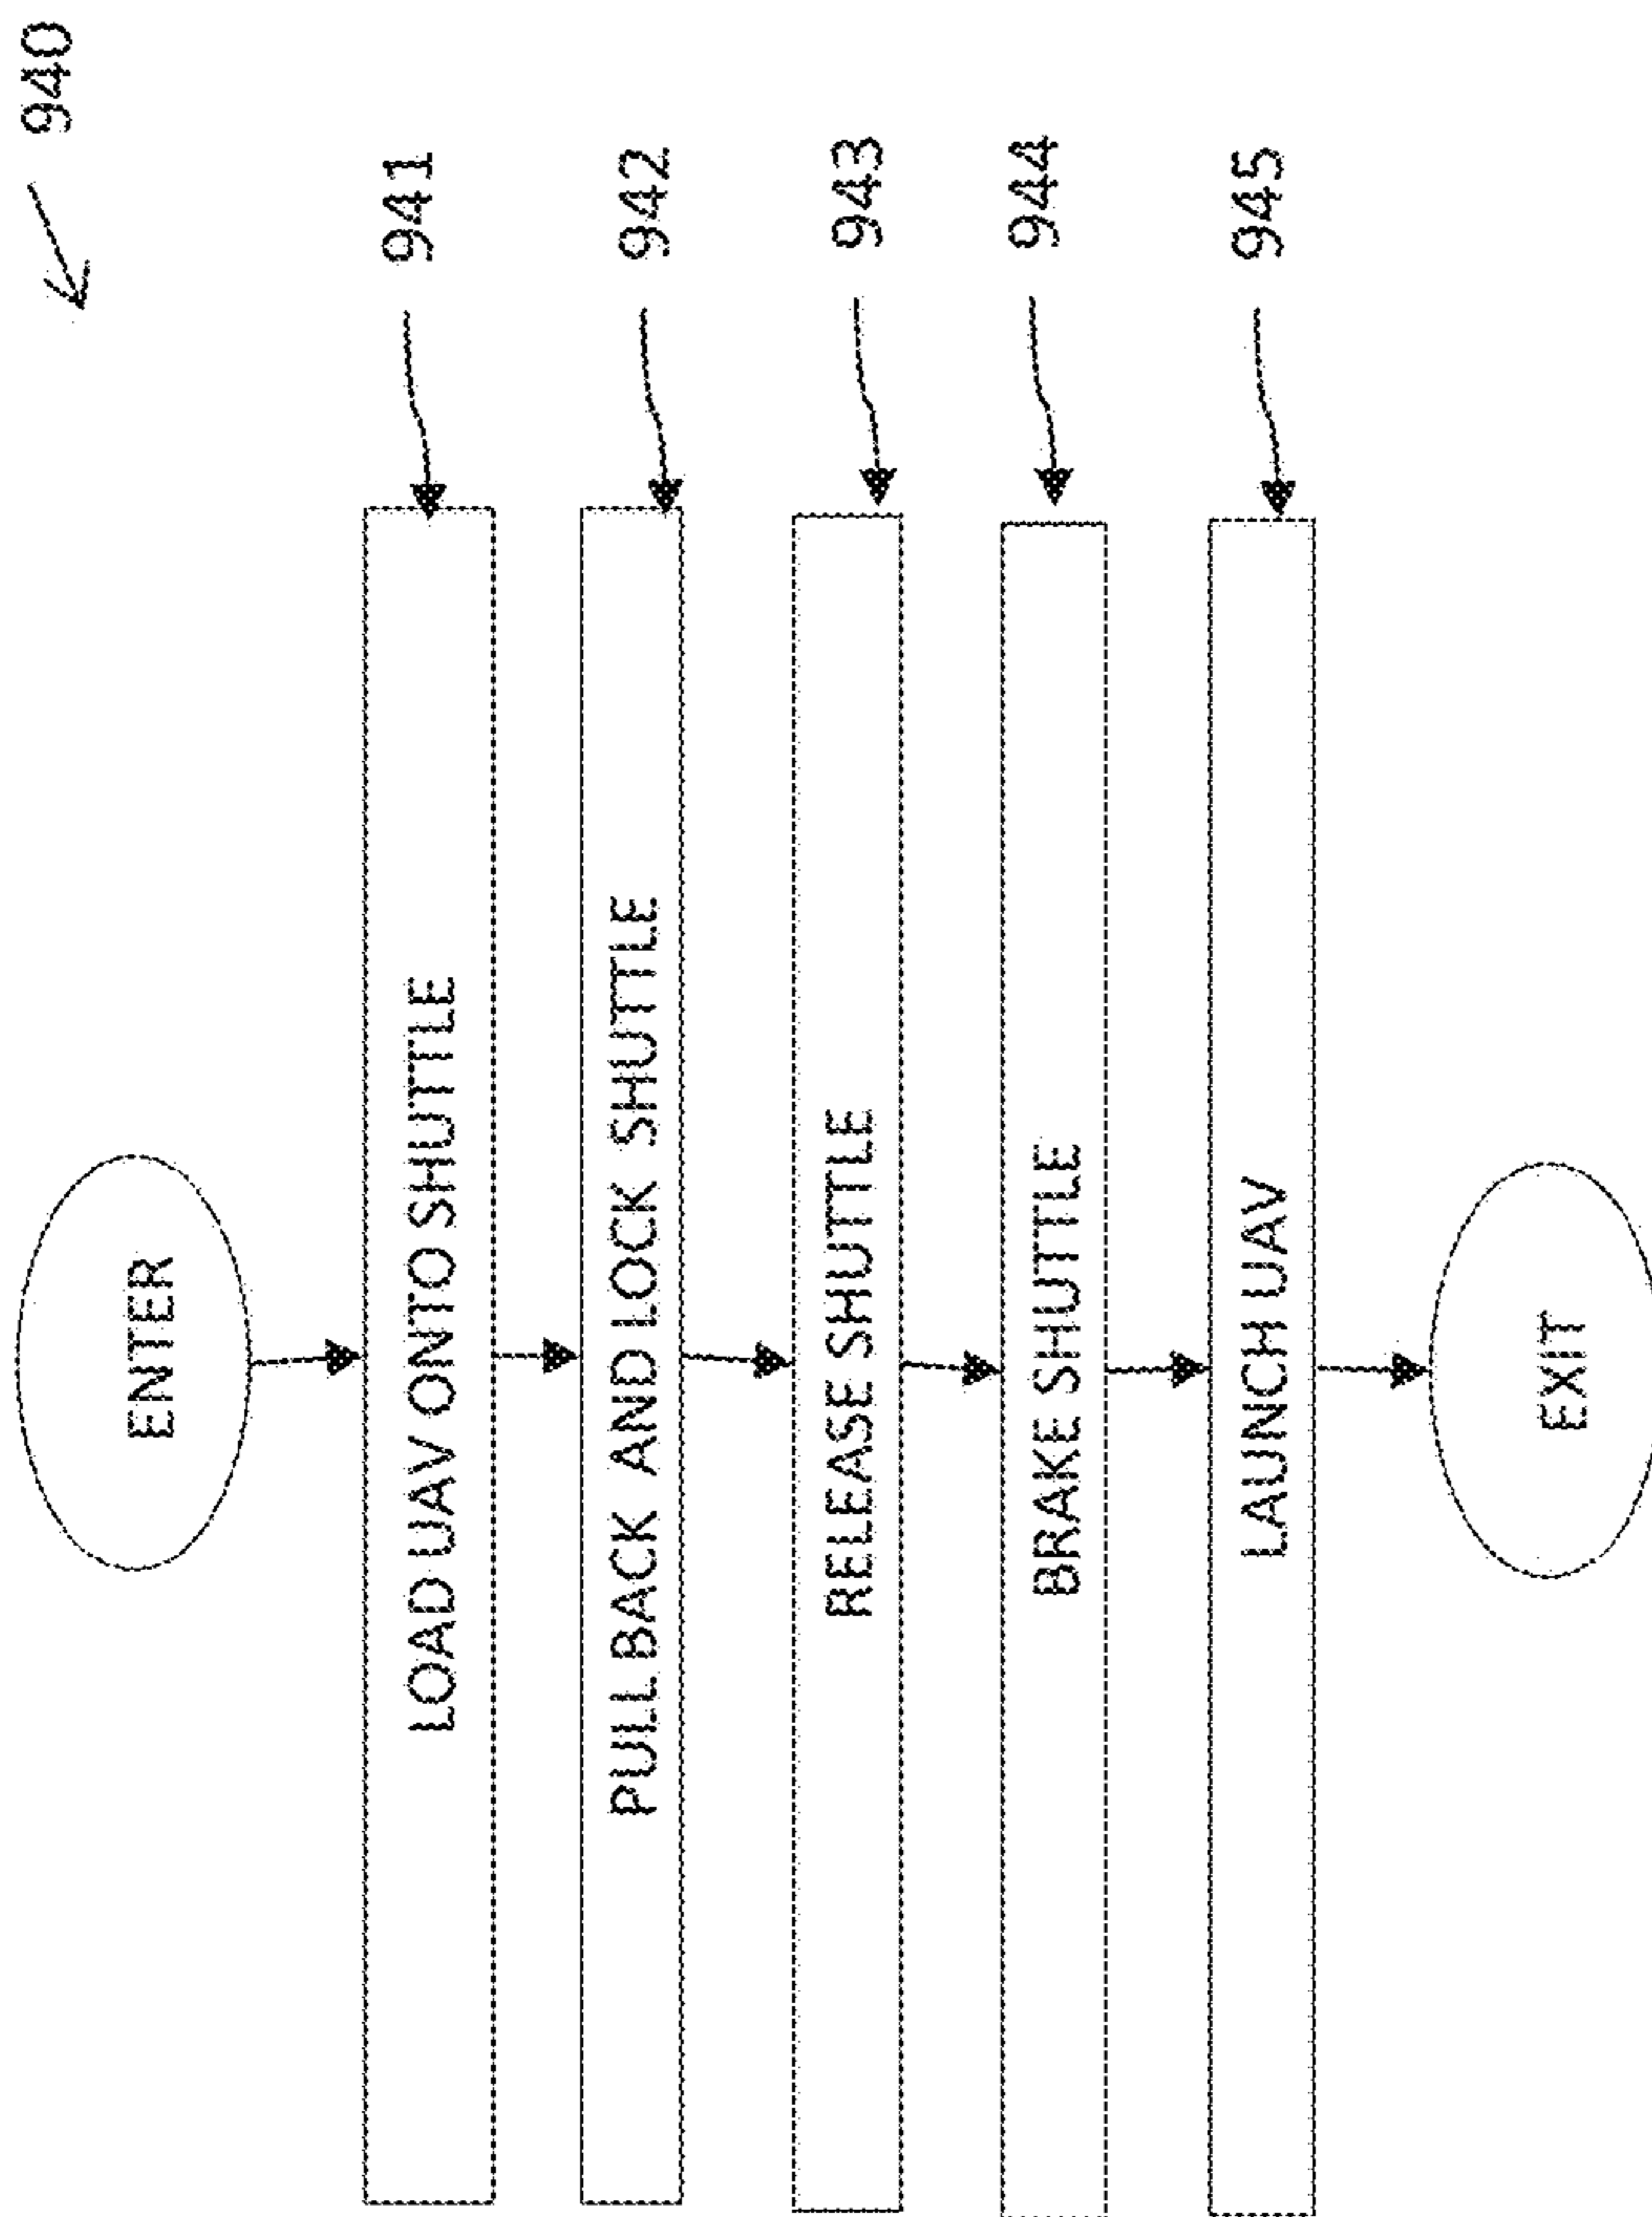 940
ENTER
LOAD UAV ONTO SHUTTLE
941
PULL BACK AND LOCK SHUTTLE
942
RELEASE SHUTTLE
943
BRAKE SHUTTLE
944
LAUNCH UAV
945
EXIT